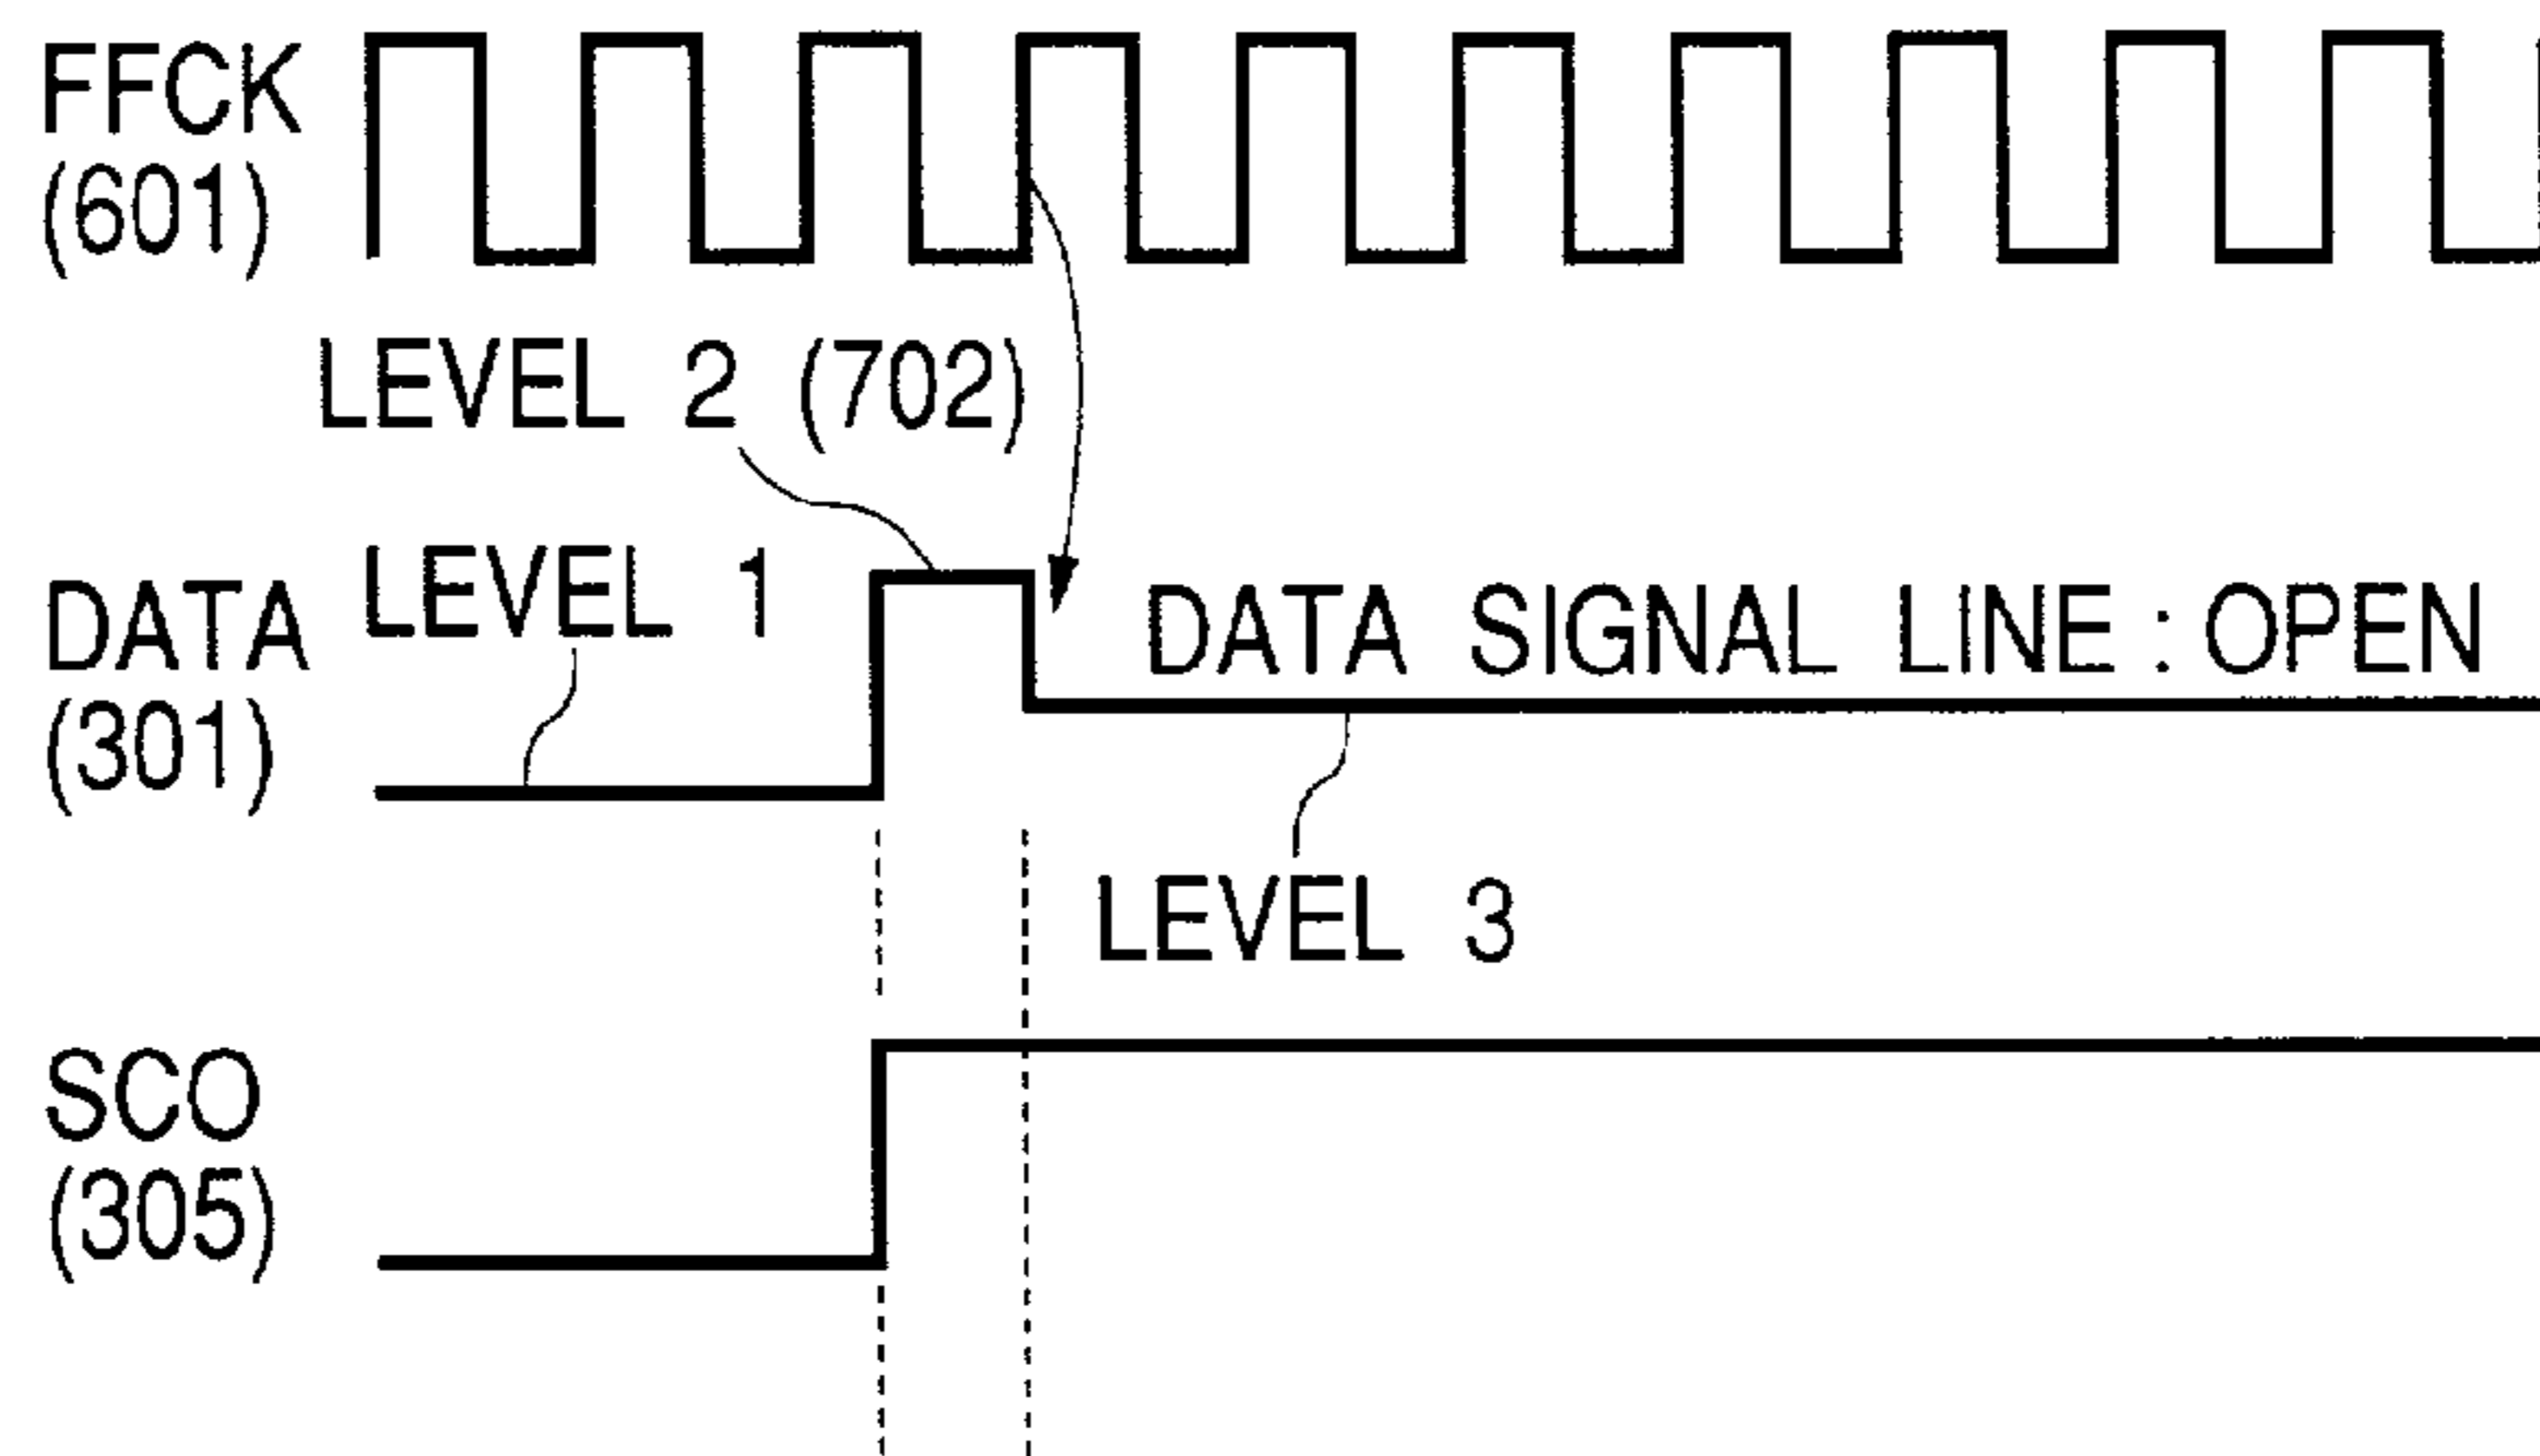 FFCK
(601)
LEVEL 2 (702)
LEVEL 1
DATA
(301)
DATA SIGNAL LINE : OPEN
LEVEL 3
SCO
(305)